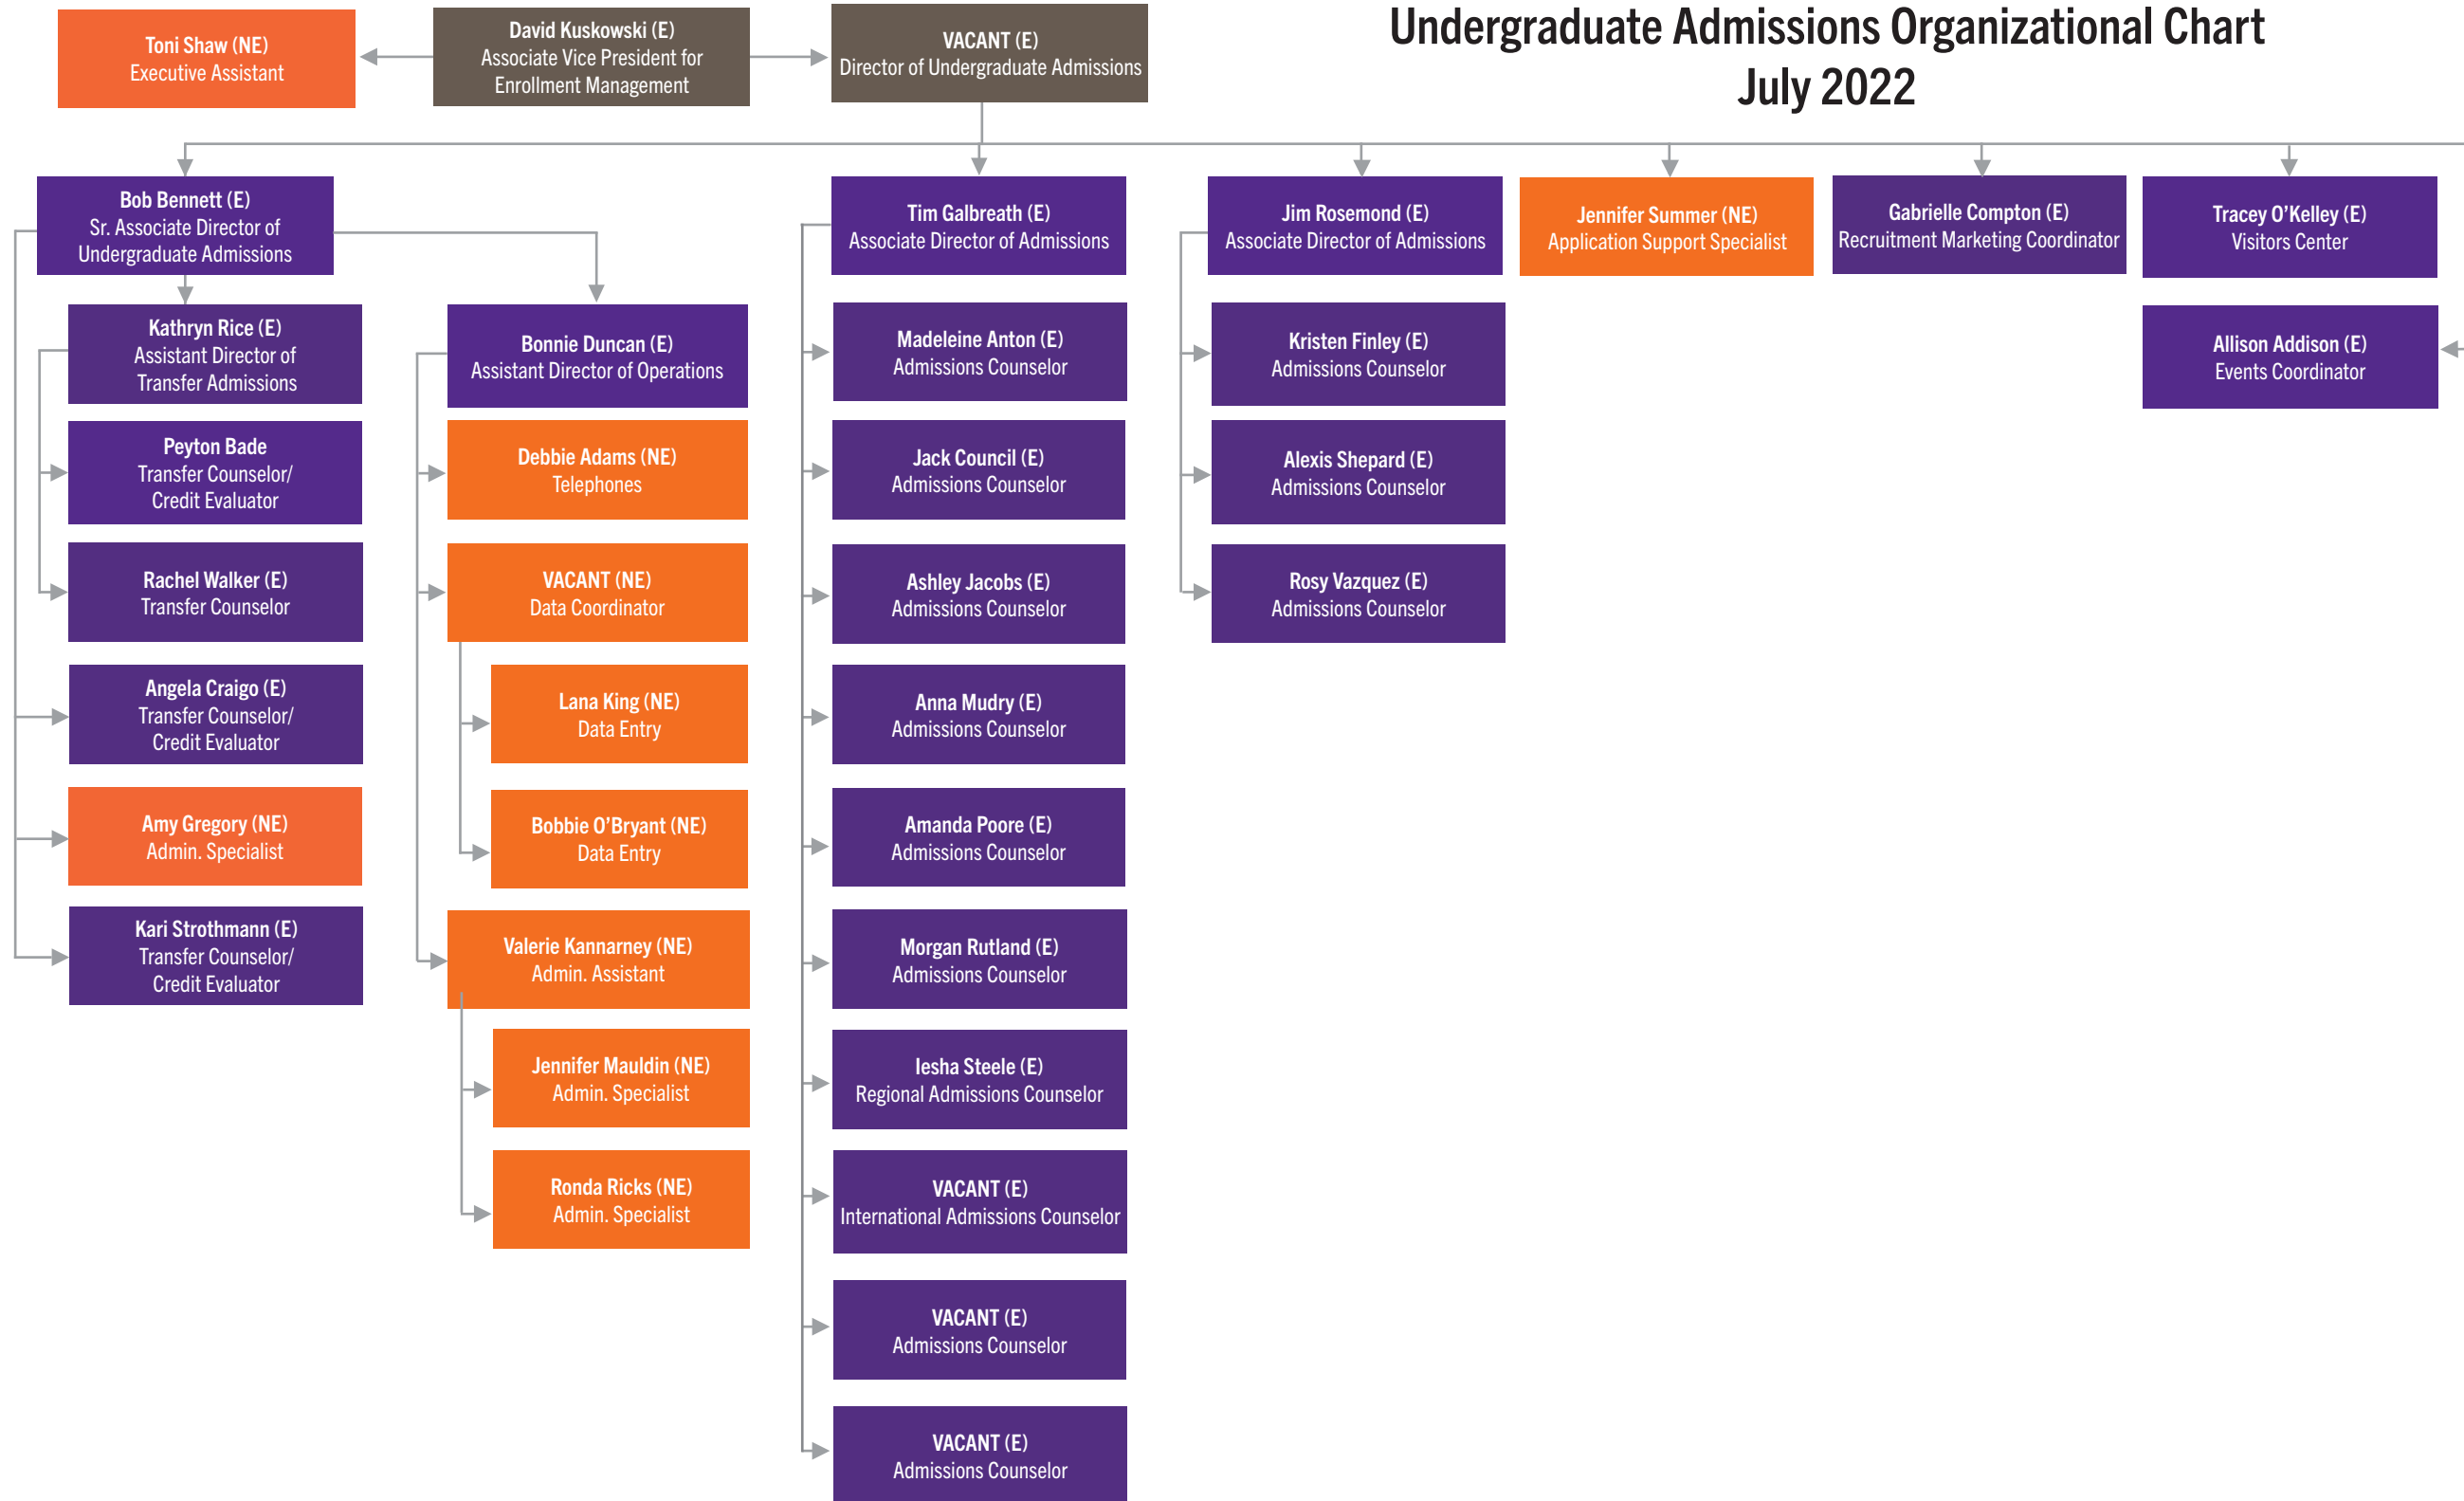 Undergraduate Admissions Organizational Chart
July 2022
Toni Shaw (NE)
Executive Assistant
David Kuskowski (E)
Associate Vice President for
Enrollment Management
VACANT (E)
Director of Undergraduate Admissions
Bob Bennett (E)
Sr. Associate Director of
Undergraduate Admissions
Kathryn Rice (E)
Assistant Director of
Transfer Admissions
Peyton Bade
Transfer Counselor/
Credit Evaluator
Rachel Walker (E)
Transfer Counselor
Angela Craigo (E)
Transfer Counselor/
Credit Evaluator
Amy Gregory (NE)
Admin. Specialist
Kari Strothmann (E)
Transfer Counselor/
Credit Evaluator
Bonnie Duncan (E)
Assistant Director of Operations
Debbie Adams (NE)
Telephones
VACANT (NE)
Data Coordinator
Lana King (NE)
Data Entry
Bobbie O’Bryant (NE)
Data Entry
Valerie Kannarney (NE)
Admin. Assistant
Jennifer Mauldin (NE)
Admin. Specialist
Ronda Ricks (NE)
Admin. Specialist
Tim Galbreath (E)
Associate Director of Admissions
Madeleine Anton (E)
Admissions Counselor
Jack Council (E)
Admissions Counselor
Ashley Jacobs (E)
Admissions Counselor
Anna Mudry (E)
Admissions Counselor
Amanda Poore (E)
Admissions Counselor
Morgan Rutland (E)
Admissions Counselor
Iesha Steele (E)
Regional Admissions Counselor
VACANT (E)
International Admissions Counselor
VACANT (E)
Admissions Counselor
VACANT (E)
Admissions Counselor
Jim Rosemond (E)
Associate Director of Admissions
Kristen Finley (E)
Admissions Counselor
Alexis Shepard (E)
Admissions Counselor
Rosy Vazquez (E)
Admissions Counselor
Jennifer Summer (NE)
Application Support Specialist
Gabrielle Compton (E)
Recruitment Marketing Coordinator
Tracey O’Kelley (E)
Visitors Center
Allison Addison (E)
Events Coordinator